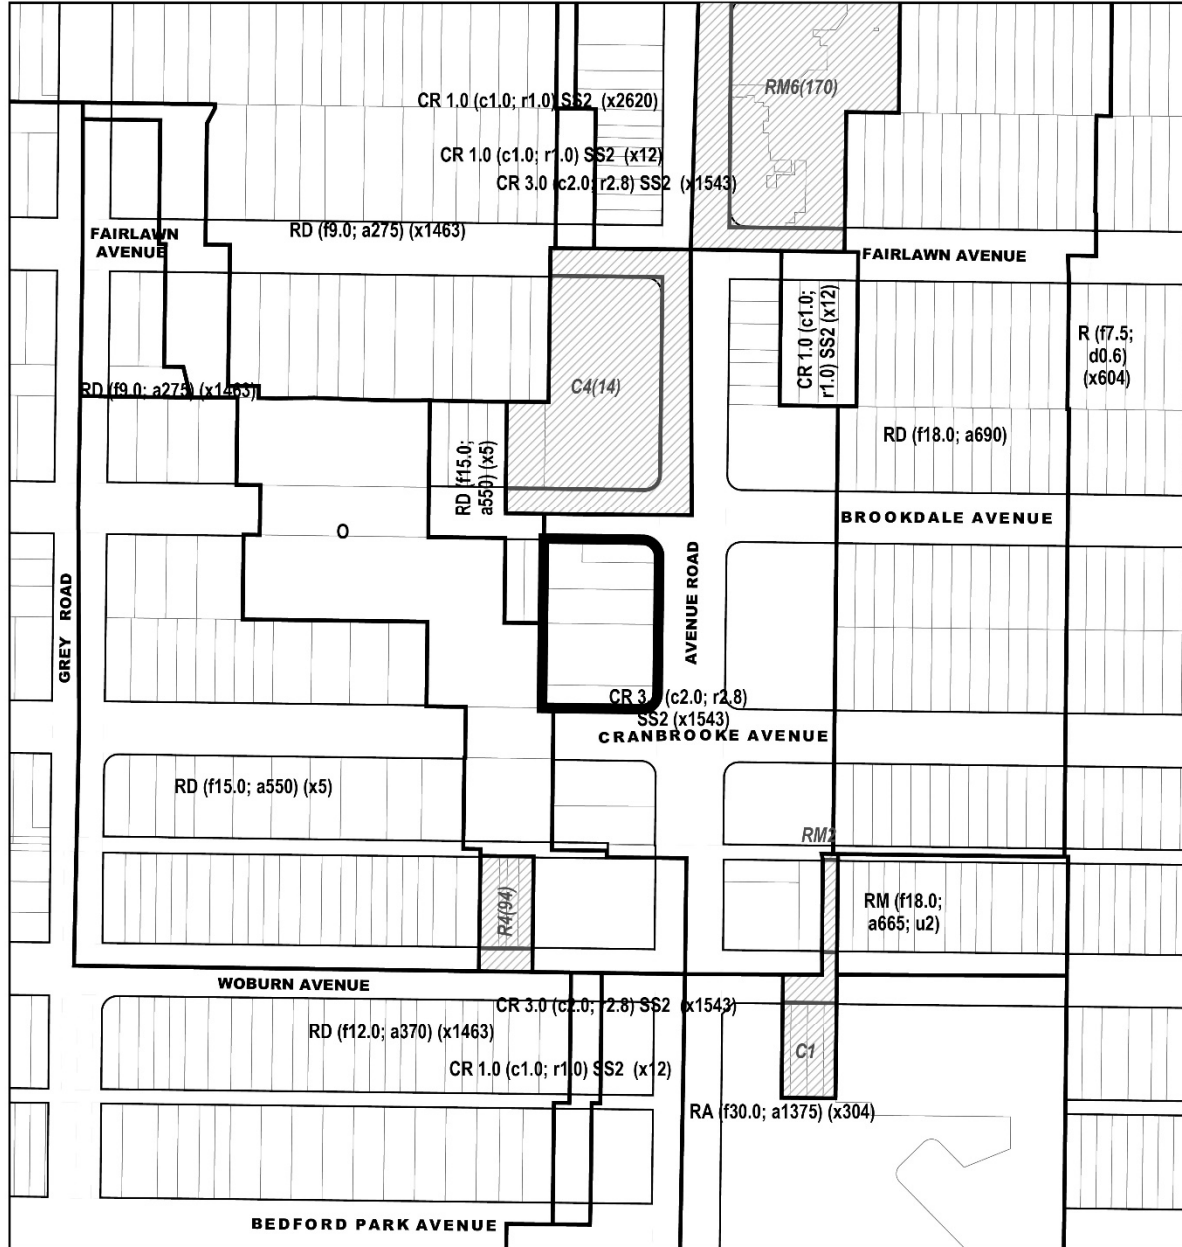 RM6(170)
CR 1.0 (c1.0; r1.0) SS2 (x2620)
CR 1.0 (c1.0; r1.0) SS2 (x12)
CR 3.0 (c2.0; r2.8) SS2 (x1543)
RD (f9.0; a275) (x1463)
FAIRLAWN
AVENUE
FAIRLAWN AVENUE
CR 1.0 (c1.0;
r1.0) SS2 (x12)
R (f7.5;
d0.6)
(x604)
RD (f9.0; a275) (x1463)
C4(14)
RD (f18.0; a690)
RD (f15.0;
a550) (x5)
BROOKDALE AVENUE
O
GREY ROAD
AVENUE ROAD
CR 3. (c2.0; r2.8)
SS2 (x1543)
CRANBROOKE AVENUE
RD (f15.0; a550) (x5)
RM2
R4(94)
RM (f18.0;
a665; u2)
WOBURN AVENUE
CR 3.0 (c2.0; r2.8) SS2 (x1543)
RD (f12.0; a370) (x1463)
C1
CR 1.0 (c1.0; r1.0) SS2 (x12)
RA (f30.0; a1375) (x304)
BEDFORD PARK AVENUE